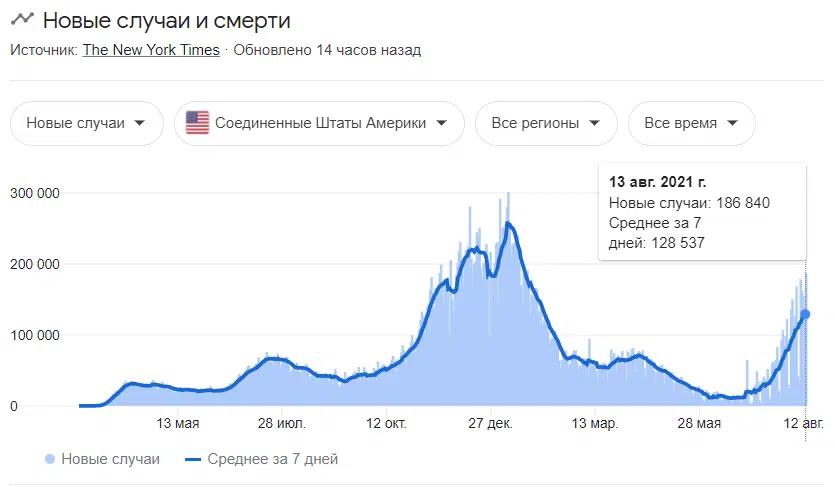 Новые случаи и смерти
Источник: The New York Times · Обновлено 14 часов назад
Новые случаи
Соединенные Штаты Америки
Все регионы
Все время
13 авг. 2021 г.
Новые случаи: 186 840
Среднее за 7
дней: 128 537
300 000
200 000
100 000
0
13 мая 28 июл. 12 окт. 27 дек. 13 мар. 28 мая 12 авг.
Новые случаи
Среднее за 7 дней